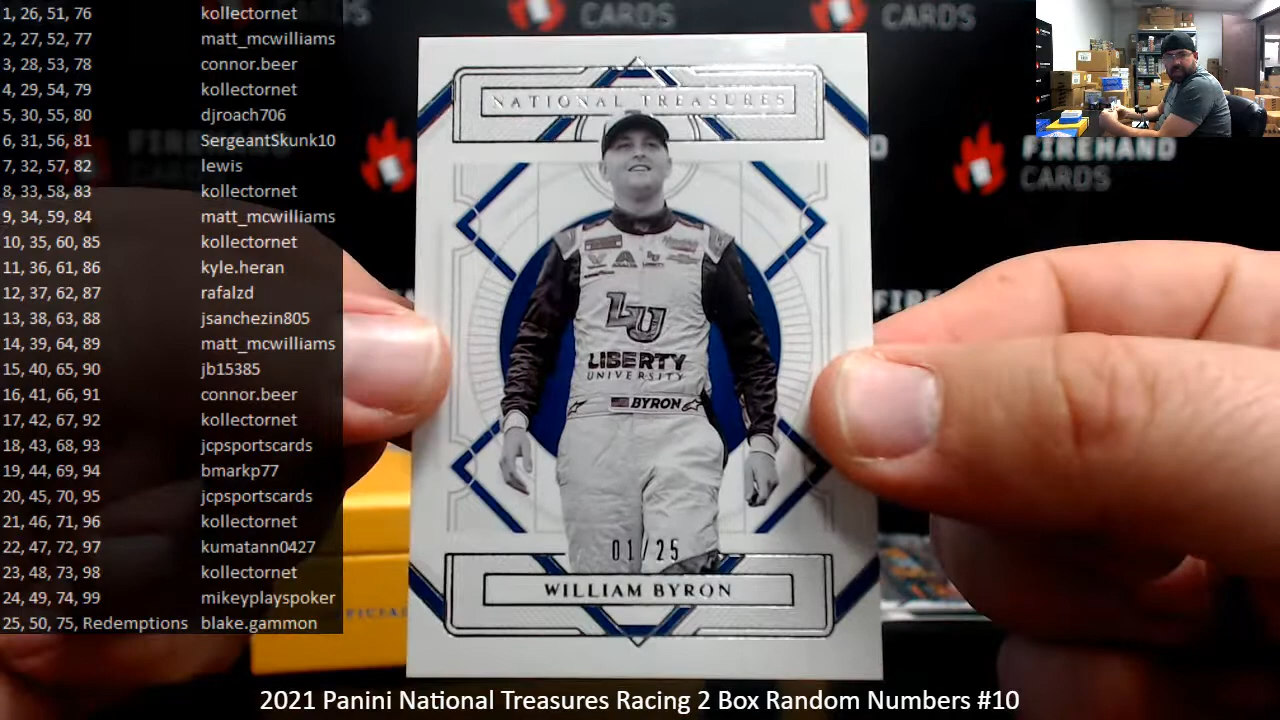 1, 26, 51, 76 kollectornet
2, 27, 52, 77 matt_mcwilliams
3, 28, 53, 78 connor.beer
4, 29, 54, 79 kollectornet
5, 30, 55, 80 djroach706
6, 31, 56, 81 SergeantSkunk10
7, 32, 57, 82 lewis
8, 33, 58, 83 kollectornet
9, 34, 59, 84 matt_mcwilliams
10, 35, 60, 85 kollectornet
11, 36, 61, 86 kyle.heran
12, 37, 62, 87 rafalzd
13, 38, 63, 88 jsanchezin805
14, 39, 64, 89 matt_mcwilliams
15, 40, 65, 90 jb15385
16, 41, 66, 91 connor.beer
17, 42, 67, 92 kollectornet
18, 43, 68, 93 jcpsportscards
19, 44, 69, 94 bmarkp77
20, 45, 70, 95 jcpsportscards
21, 46, 71, 96 kollectornet
22, 47, 72, 97 kumatann0427
23, 48, 73, 98 kollectornet
24, 49, 74, 99 mikeyplayspoker
25, 50, 75, Redemptions blake.gammon
CARDS
CARDS
FIREHAND
CARDS
FIREHAND
CARDS
NATIONAL TREASURES
LU
LIBERTY
UNIVERSITY
BYRON
01/25
WILLIAM BYRON
2021 Panini National Treasures Racing 2 Box Random Numbers #10